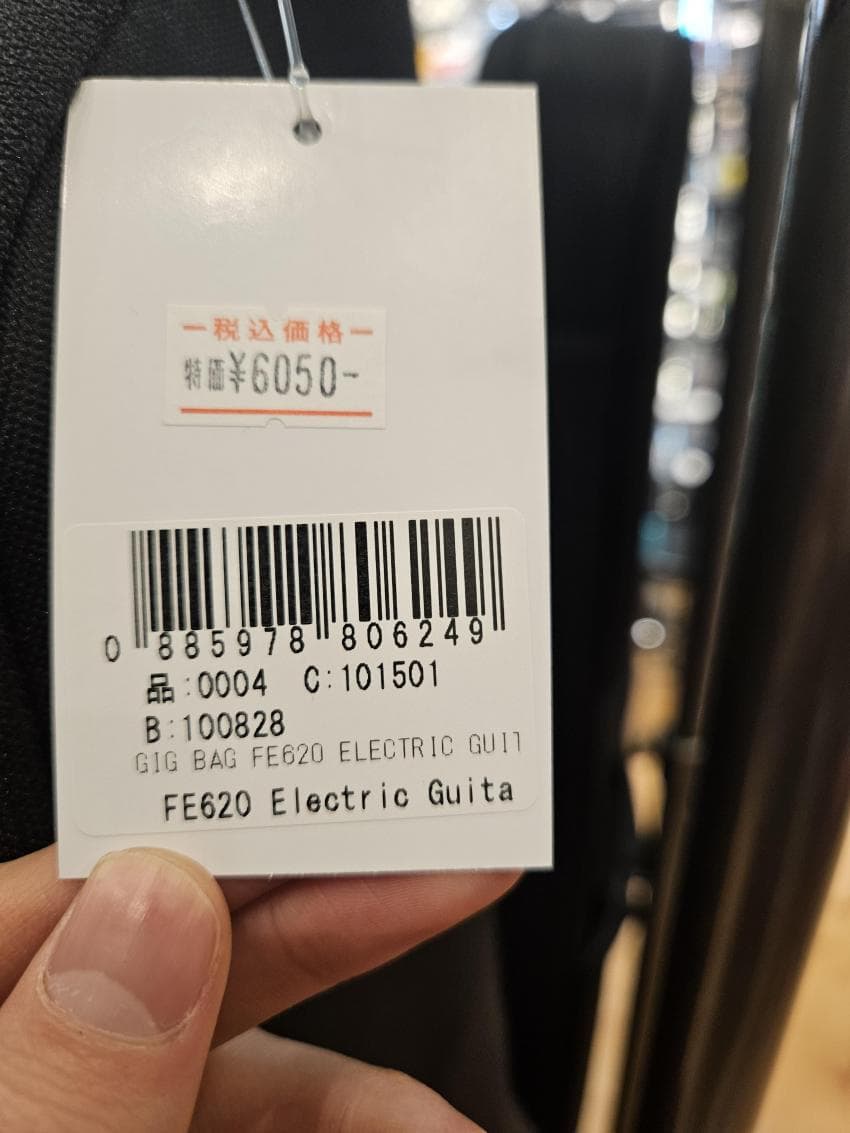 ー税込価格ー
特価¥6050-
0 885978 806249
品:0004 C:101501
B:100828
GIG BAG FE620 ELECTRIC GUIT
FE620 Electric Guita